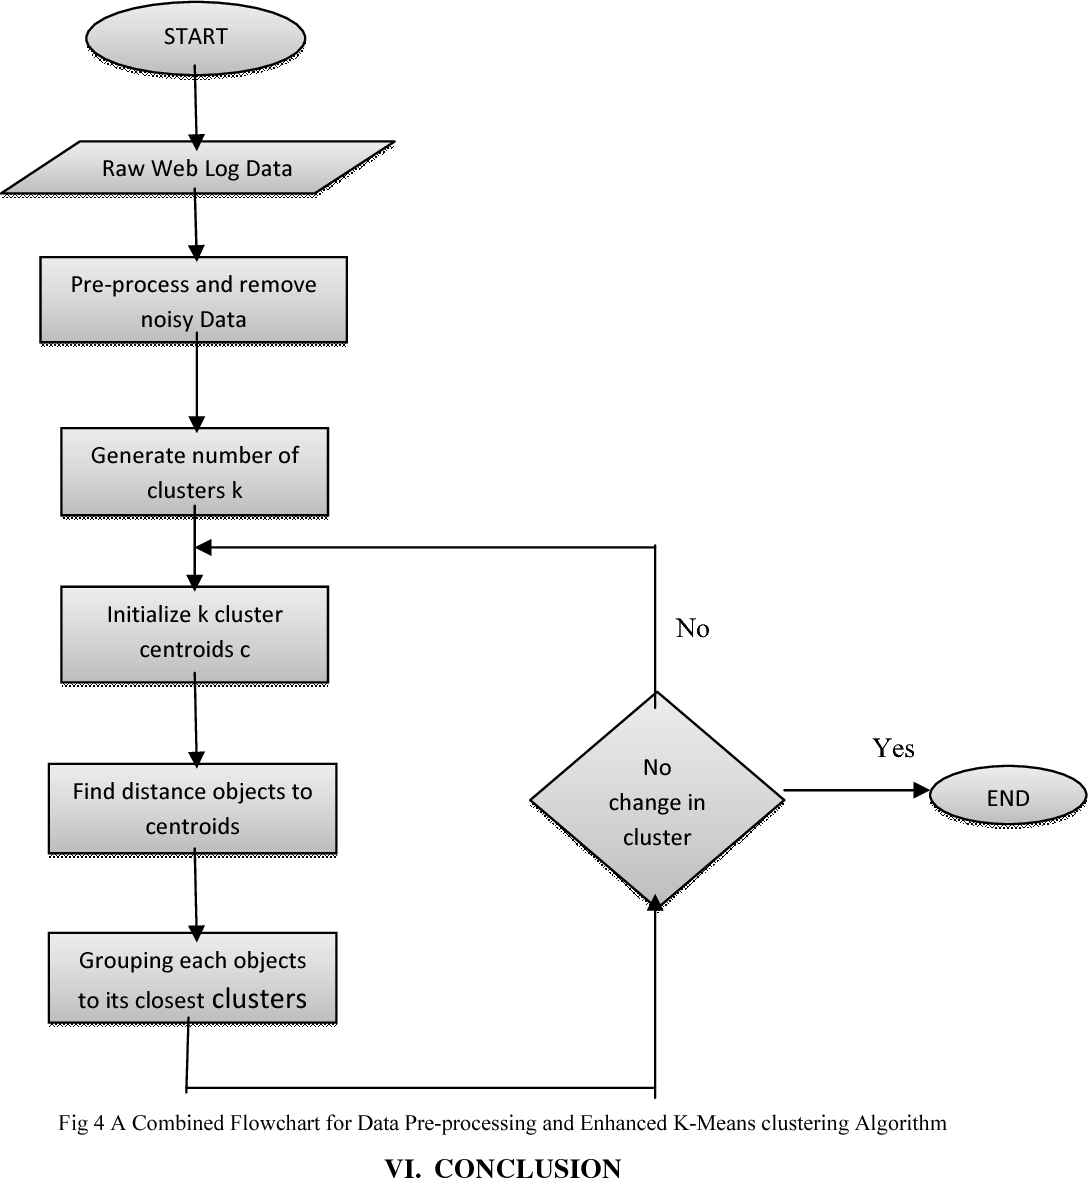 START
Raw Web Log Data
Pre-process and remove
noisy Data
Generate number of
clusters k
Initialize k cluster
centroids c
No
Find distance objects to
centroids
No
change in
cluster
Yes
END
Grouping each objects
to its closest clusters
Fig 4 A Combined Flowchart for Data Pre-processing and Enhanced K-Means clustering Algorithm
VI. CONCLUSION